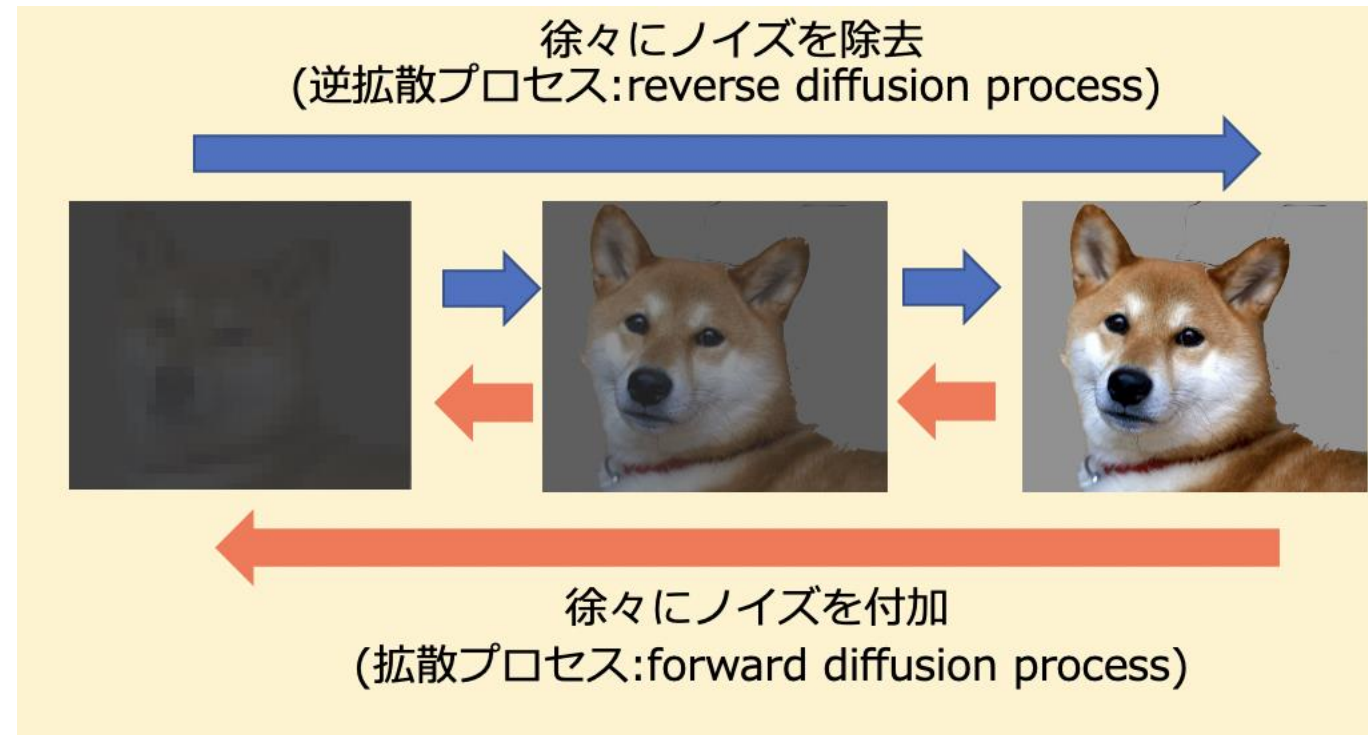 徐々にノイズを除去
(逆拡散プロセス:reverse diffusion process)
徐々にノイズを付加
(拡散プロセス:forward diffusion process)